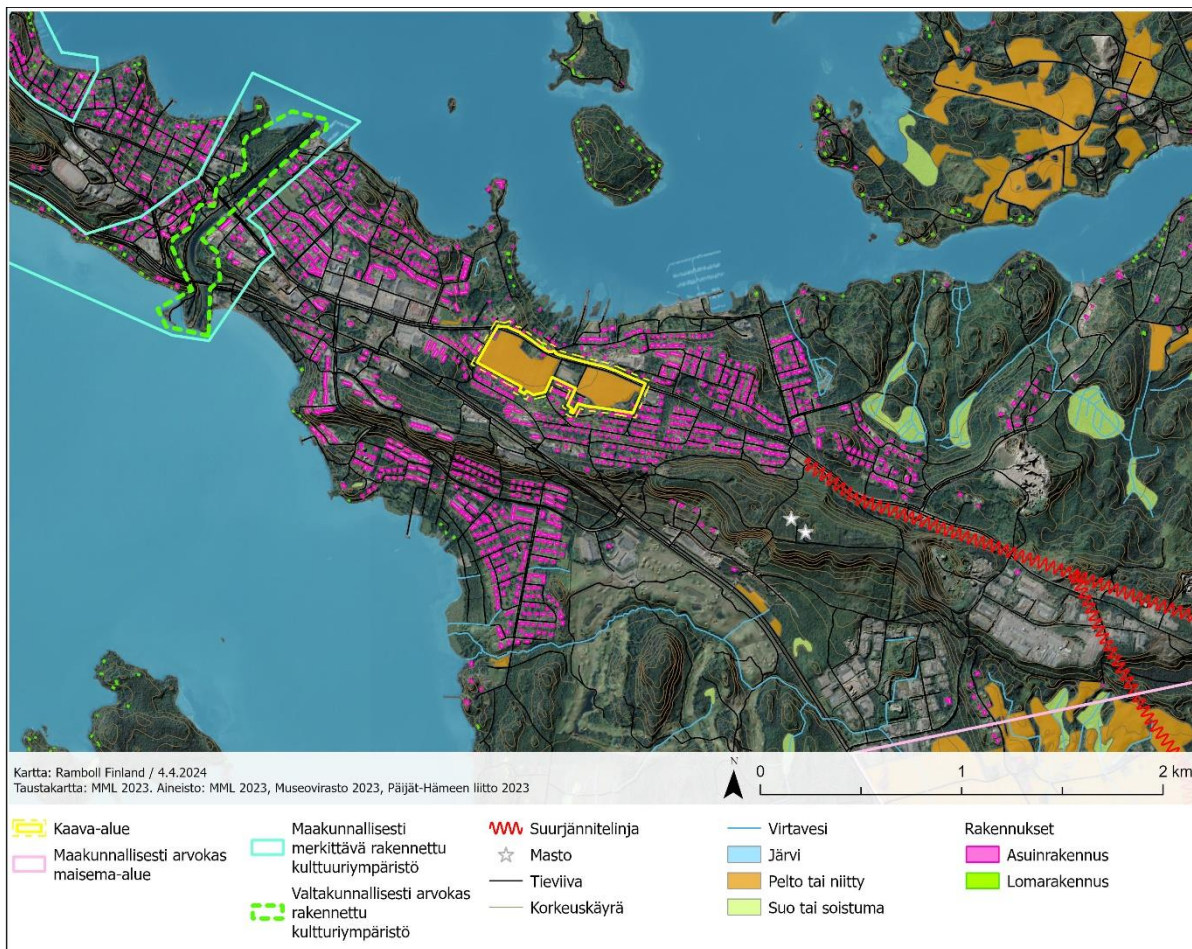 Kartta: Ramboll Finland / 4.4.2024
Taustakartta: MML 2023. Aineisto: MML 2023, Museovirasto 2023, Päijät-Hämeen liitto 2023
N
0 1 2 km
Kaava-alue
Maakunnallisesti arvokas
maisema-alue
Maakunnallisesti
merkittävä rakennettu
kulttuuriympäristö
Valtakunnallisesti arvokas
rakennettu
kultturiympäristö
Suurjännitelinja
Masto
Tieviiva
Korkeuskäyrä
Virtavesi
Järvi
Pelto tai niitty
Suo tai soistuma
Rakennukset
Asuinrakennus
Lomarakennus